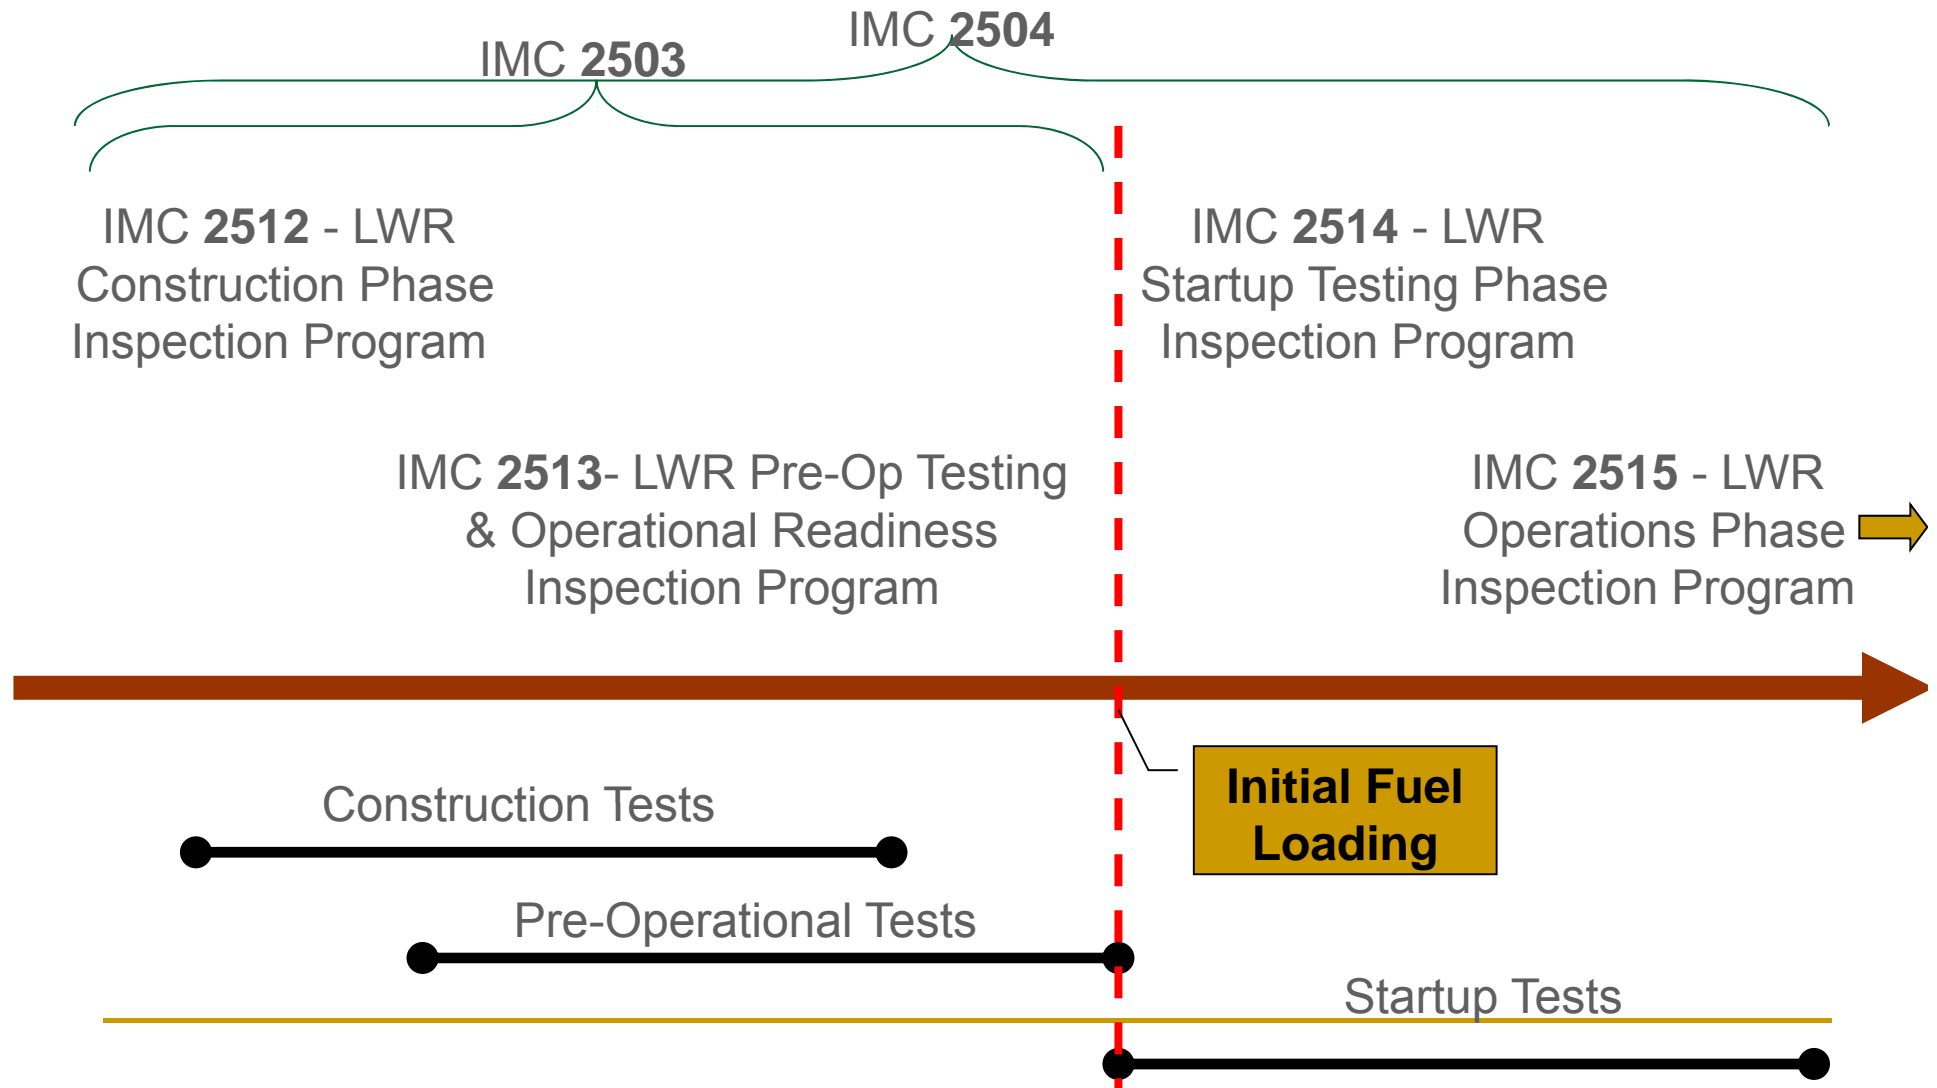 IMC 2504
IMC 2503
IMC 2512 - LWR
Construction Phase
Inspection Program
IMC 2514 - LWR
Startup Testing Phase
Inspection Program
IMC 2513- LWR Pre-Op Testing
& Operational Readiness
Inspection Program
IMC 2515 - LWR
Operations Phase
Inspection Program
Initial Fuel
Loading
Construction Tests
Pre-Operational Tests
Startup Tests